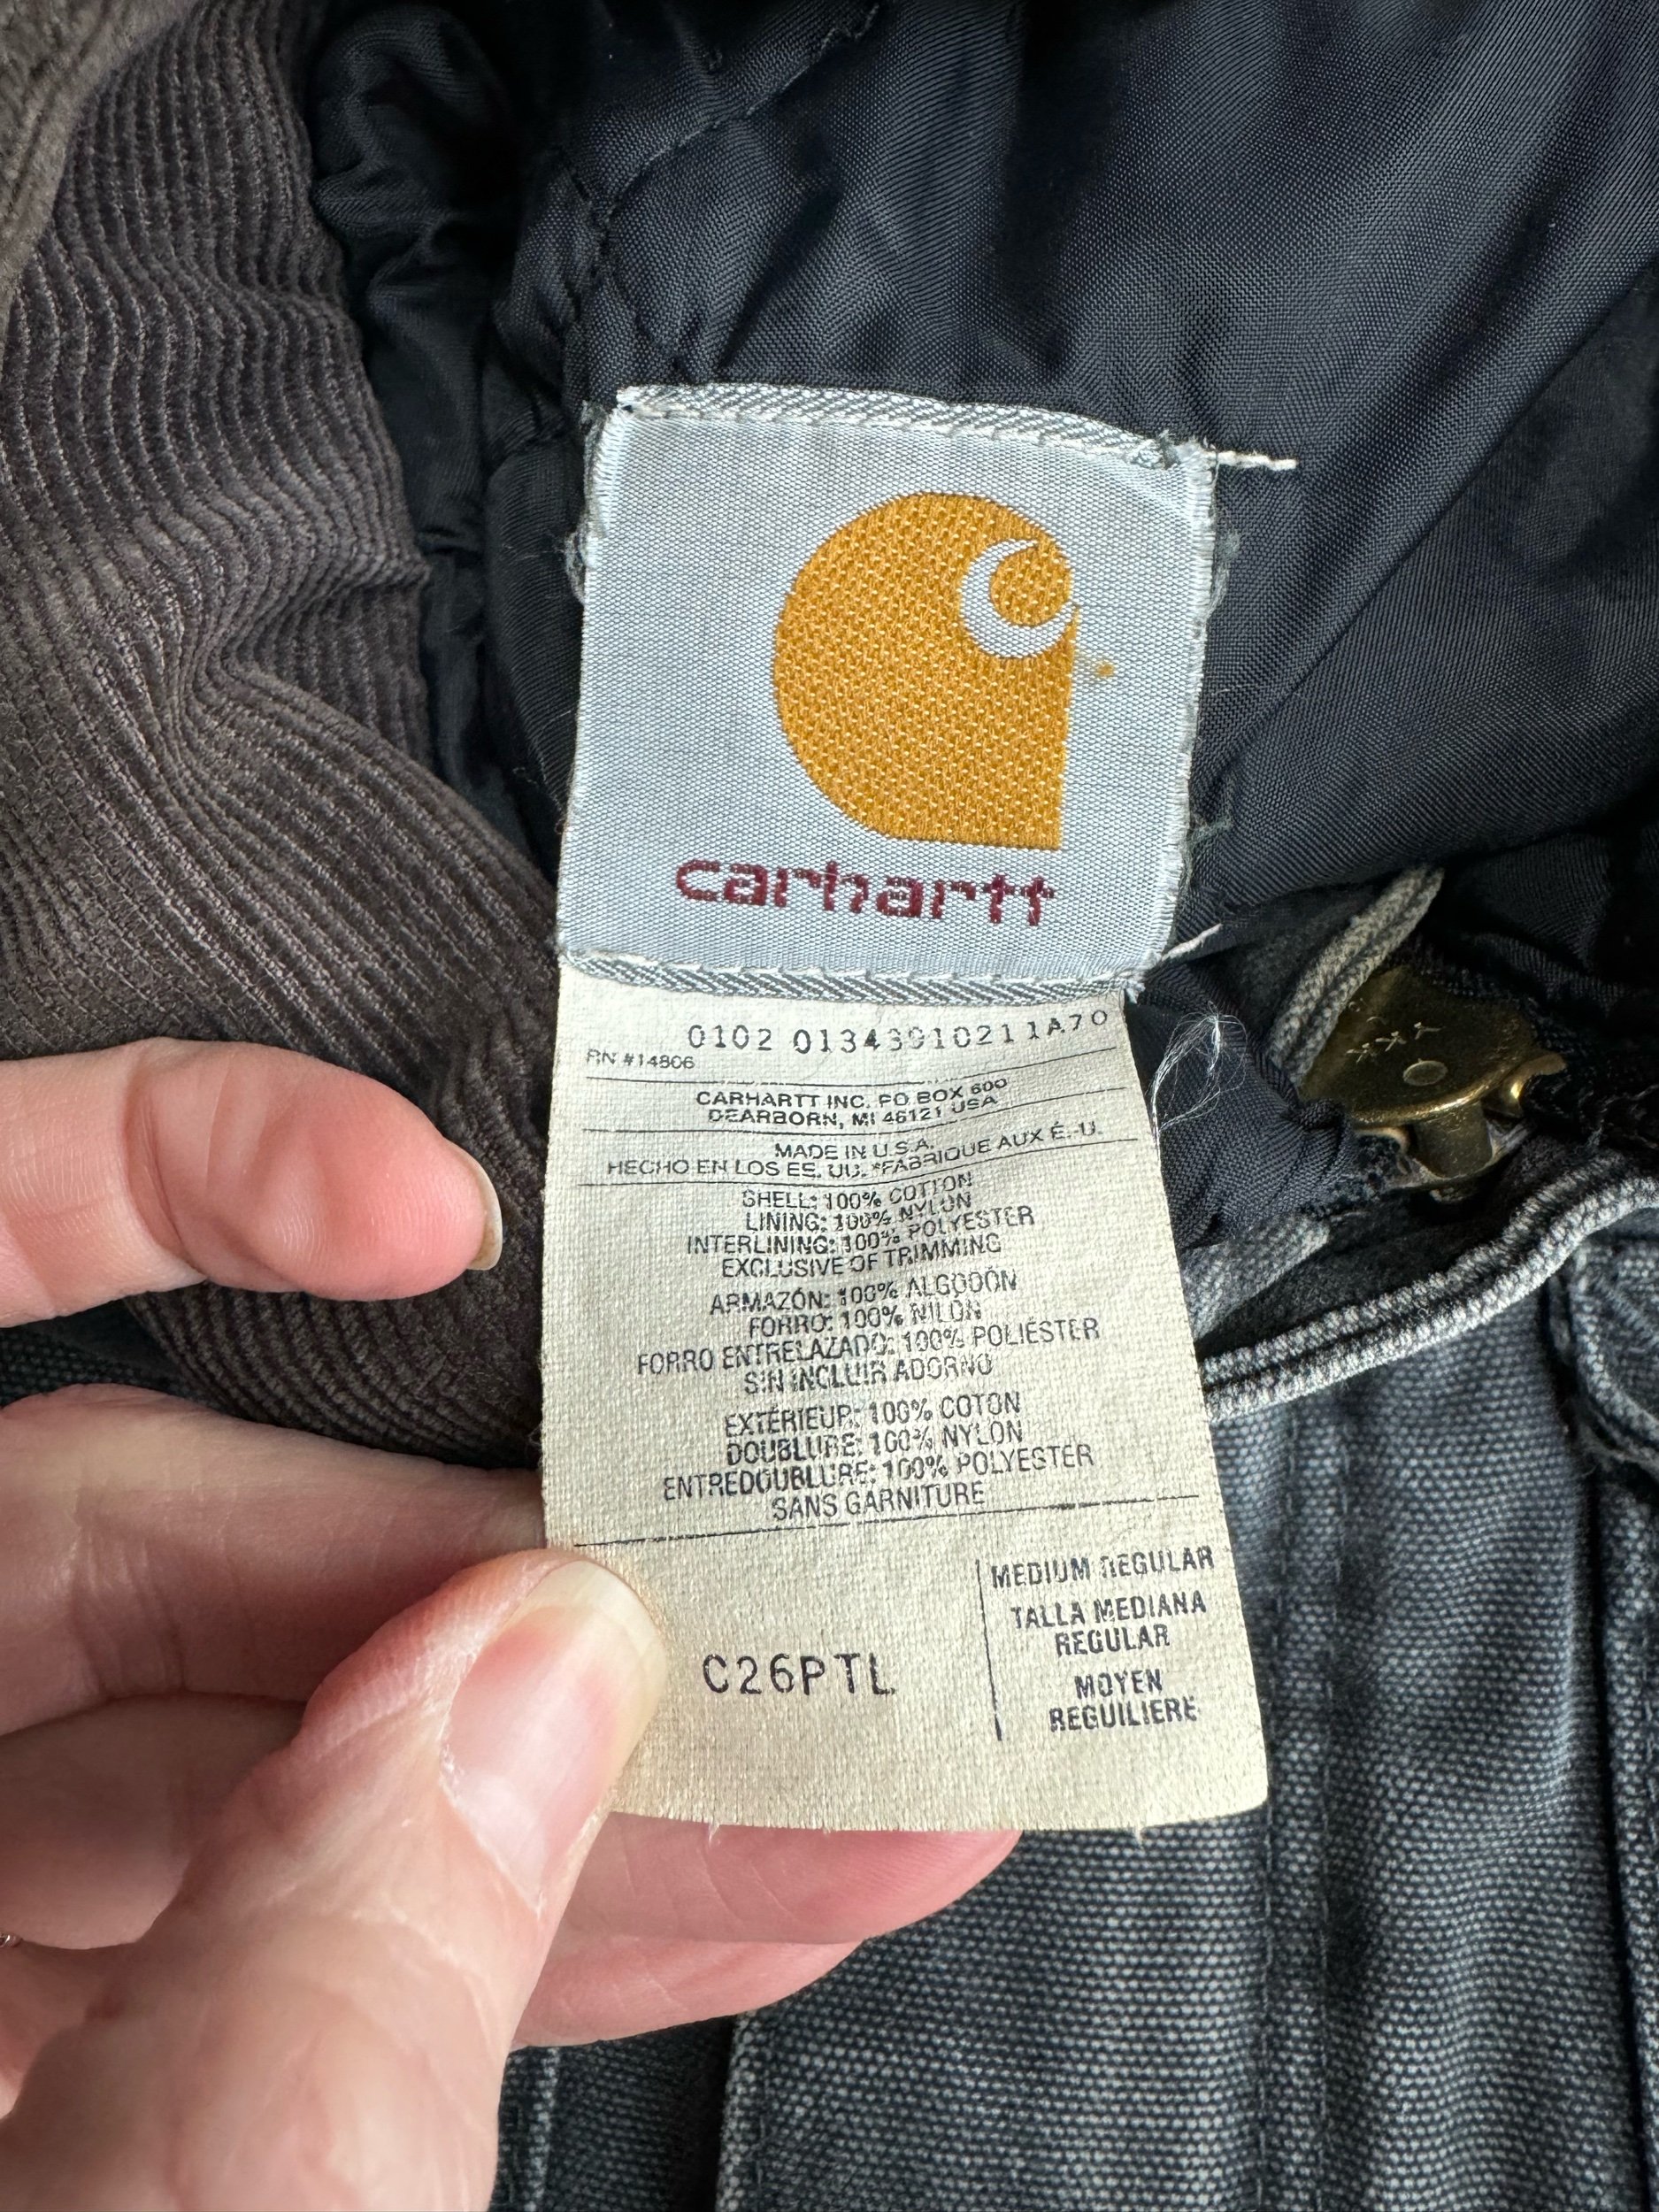 carhartt
0102 01343910211A70
RN #14806
CARHARTT INC. PO BOX 600
DEARBORN, MI 48121 USA
MADE IN U.S.A.
HECHO EN LOS EE. UU. *FABRIQUE AUX É.-U.
SHELL: 100% COTTON
LINING: 100% NYLON
INTERLINING: 100% POLYESTER
EXCLUSIVE OF TRIMMING
ARMAZÓN: 100% ALGODÓN
FORRO: 100% NILÓN
FORRO ENTRELAZADO: 100% POLIÉSTER
SIN INCLUIR ADORNO
EXTÉRIEUR: 100% COTON
DOUBLURE: 100% NYLON
ENTREDOUBLURE: 100% POLYESTER
SANS GARNITURE
C26PTL
MEDIUM REGULAR
TALLA MEDIANA
REGULAR
MOYEN
REGUILIERE